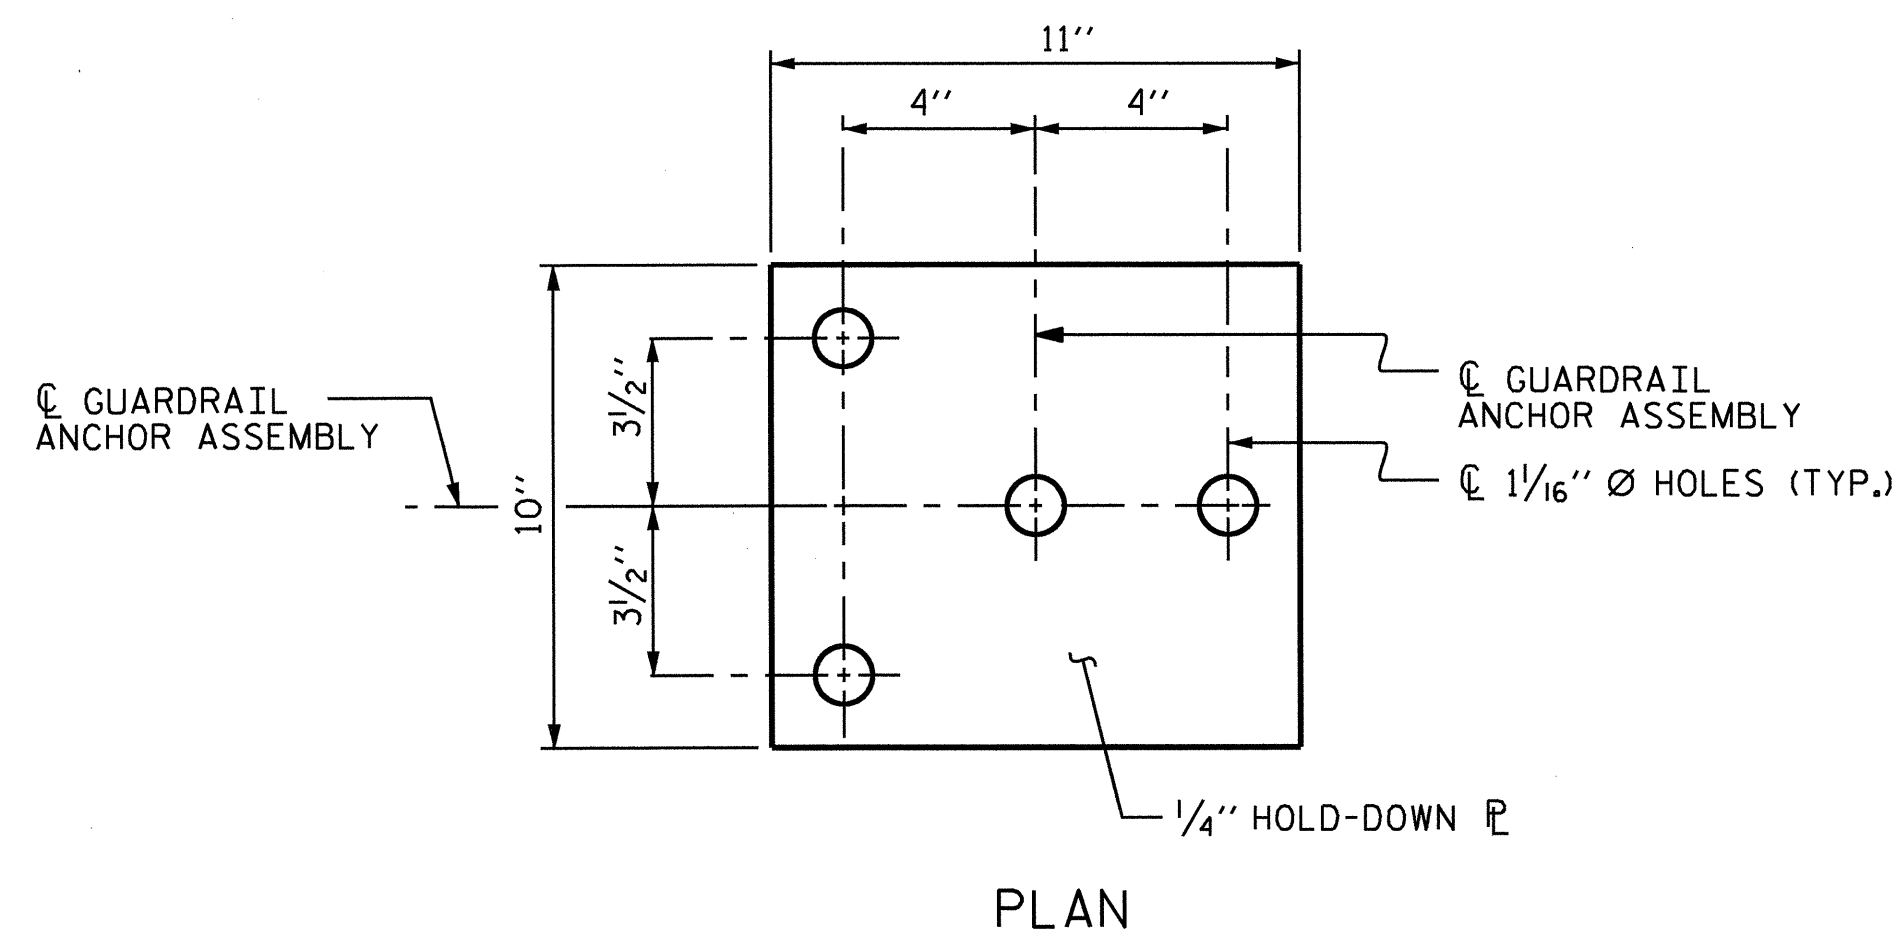 11"
4" 4"
℄ GUARDRAIL
ANCHOR ASSEMBLY
10"
3 1/2"
3 1/2"
℄ GUARDRAIL
ANCHOR ASSEMBLY
℄ 1 1/16" Ø HOLES (TYP.)
1/4" HOLD-DOWN ⅊
PLAN